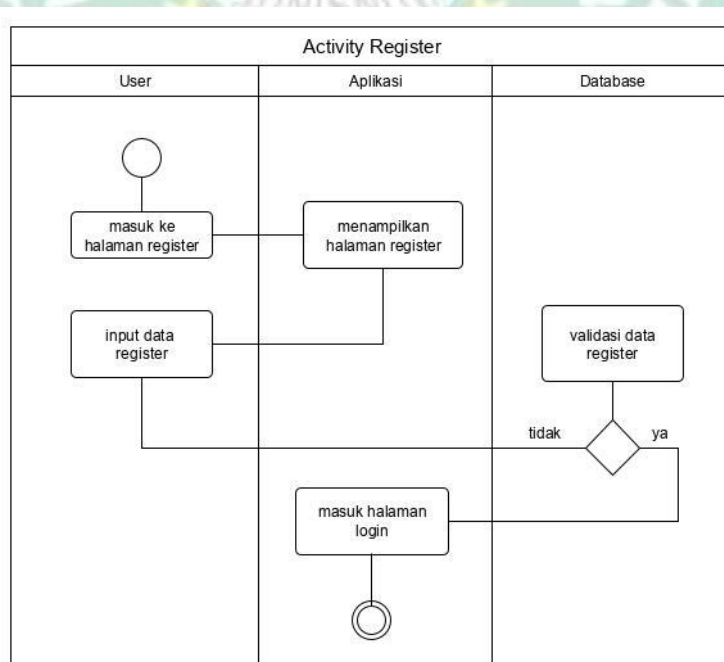 Activity Register
User
Aplikasi
Database
masuk ke
halaman register
menampilkan
halaman register
input data
register
validasi data
register
tidak
ya
masuk halaman
login